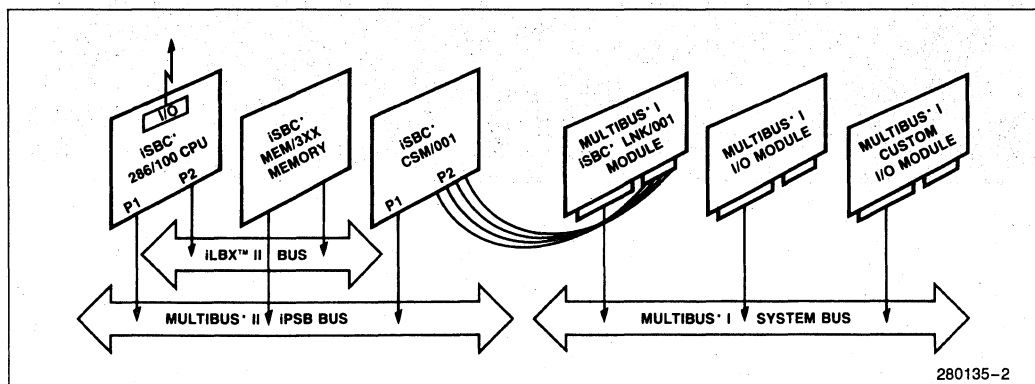 I/O
iSBC*
286/100 CPU
P1
P2
iSBC*
MEM/3XX
MEMORY
iSBC*
CSM/001
P1
P2
MULTIBUS* I
iSBC* LNK/001
MODULE
MULTIBUS* I
I/O MODULE
MULTIBUS* I
CUSTOM
I/O MODULE
iLBX™ II BUS
MULTIBUS* II iPSB BUS
MULTIBUS* I SYSTEM BUS
280135-2